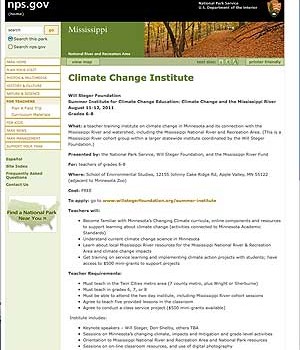 nps.gov
(home)
National Park Service
U.S. Department of the Interior
search
go
Search this park
Search nps.gov
Mississippi
National River and Recreation Area
view map
text size:
printer friendly
PARK HOME
PLAN YOUR VISIT
PHOTOS & MULTIMEDIA
HISTORY & CULTURE
NATURE & SCIENCE
FOR TEACHERS
Plan A Field Trip
Curriculum Materials
FOR KIDS
NEWS
MANAGEMENT
SUPPORT YOUR PARK
Español
Site Index
Frequently Asked
Questions
Contact Us
Find a National Park
Near You
Climate Change Institute
Will Steger Foundation
Summer Institute for Climate Change Education: Climate Change and the Mississippi River
August 11-12, 2011
Grades 6-8
What: a teacher training institute on climate change in Minnesota and its connection with the
Mississippi River and watershed, including the Mississippi National River and Recreation Area. (This is a
Mississippi River cohort group within a larger statewide institute coordinated by the Will Steger
Foundation.)
Presented by: the National Park Service, Will Steger Foundation, and the Mississippi River Fund
For: teachers of grades 6-8
Where: School of Environmental Studies, 12155 Johnny Cake Ridge Rd, Apple Valley, MN 55122
(adjacent to Minnesota Zoo)
Cost: FREE
To apply: go to www.willstegerfoundation.org/summer-institute
Teachers will:
Become familiar with Minnesota's Changing Climate curricula, online components and resources
to support learning about climate change (activities connected to Minnesota Academic
Standards)
Understand current climate change science in Minnesota
Learn about local Mississippi River resources for the Mississippi National River & Recreation
Area and climate change impacts
Get training on service learning and implementing climate action projects with students; have
access to $500 mini-grants to support projects
Teacher Requirements:
Must teach in the Twin Cities metro area (7 county metro, plus Wright or Sherburne)
Must teach in grades 6, 7, or 8
Must be able to attend the two day institute, including Mississippi River cohort sessions
Agree to teach five provided lessons in the classroom
Agree to conduct a class service project ($500 mini-grants available)
Institute includes:
Keynote speakers - Will Steger, Don Shelby, others TBA
Sessions on Minnesota's changing climate, impacts and mitigation and grade-level activities
Orientation to Mississippi National River and Recreation Area and National Park resources
Sessions on on-line classroom resources, and use of digital photography